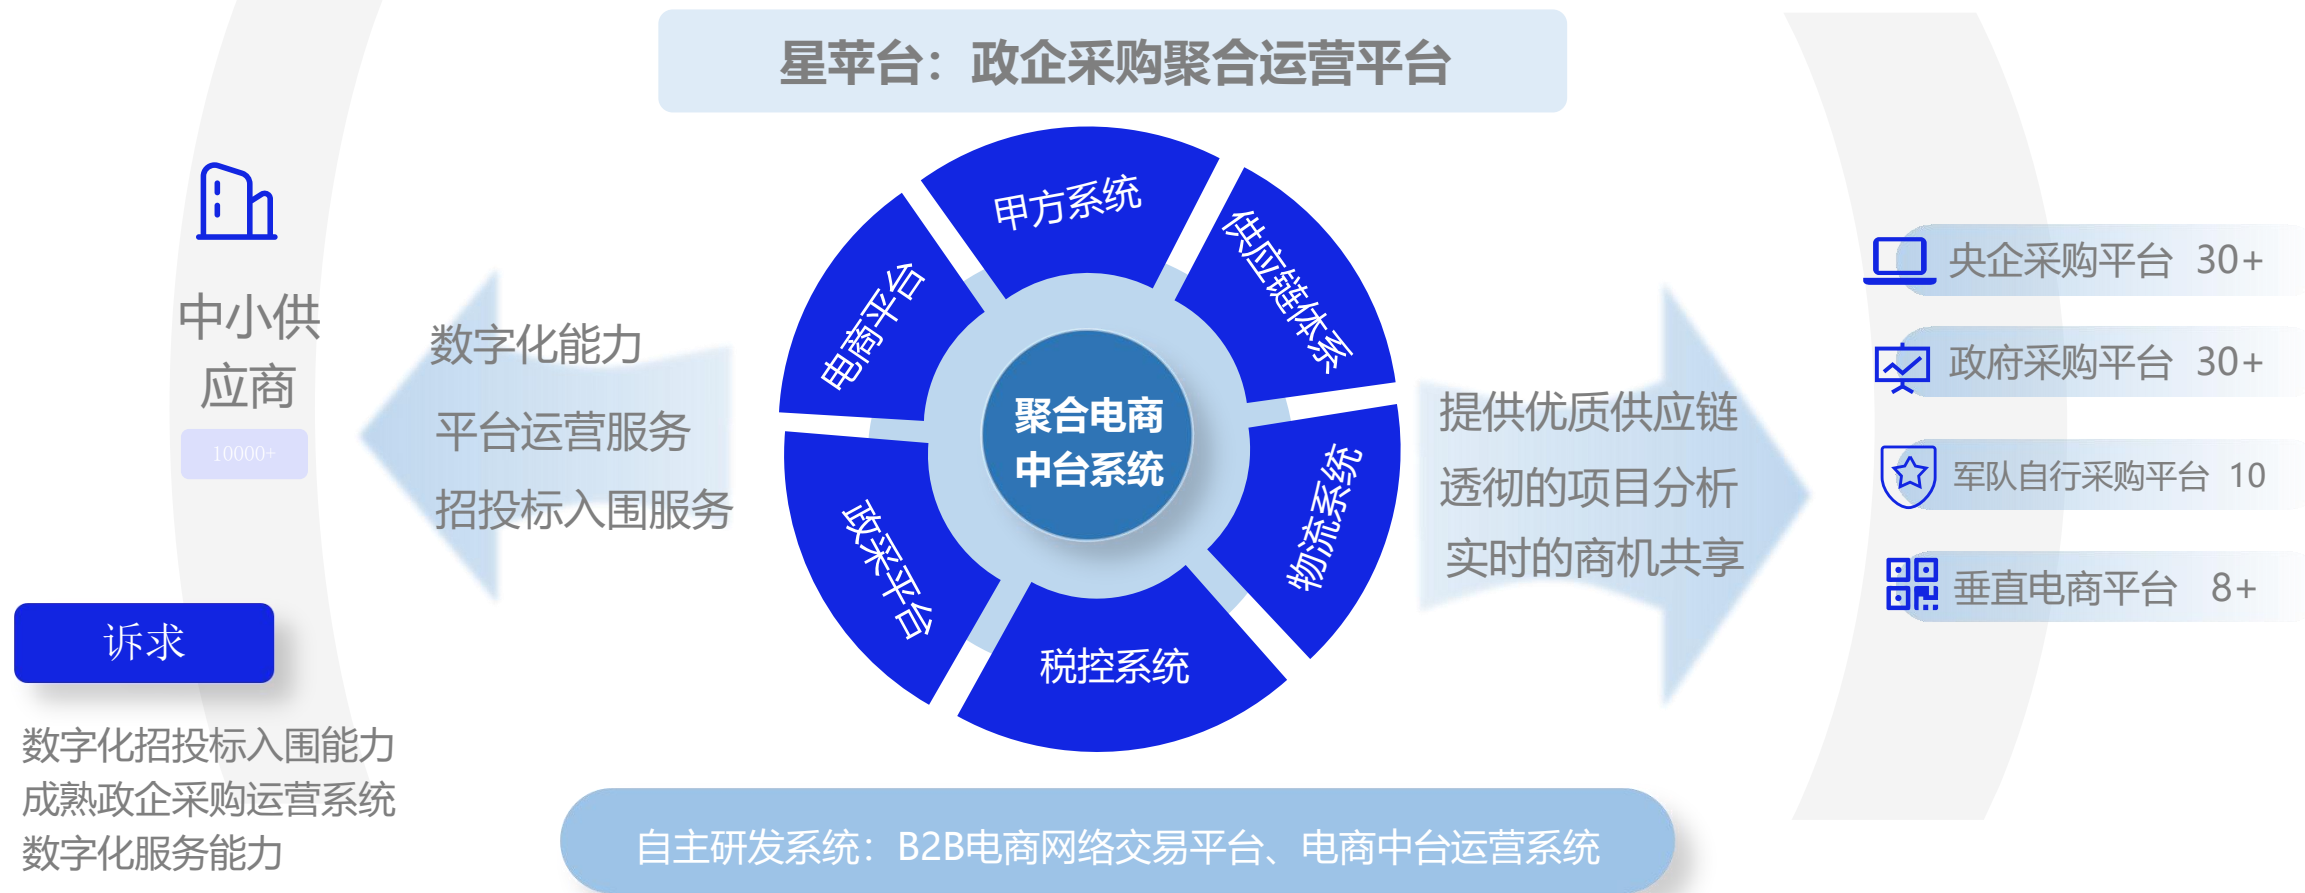 星苹台：政企采购聚合运营平台
中小供
应商
10000+
诉求
数字化招投标入围能力
成熟政企采购运营系统
数字化服务能力
数字化能力
平台运营服务
招投标入围服务
甲方系统
供应链体系
物流系统
税控系统
政采平台
电商平台
聚合电商
中台系统
提供优质供应链
透彻的项目分析
实时的商机共享
央企采购平台 30+
政府采购平台 30+
军队自行采购平台 10
垂直电商平台 8+
自主研发系统：B2B电商网络交易平台、电商中台运营系统